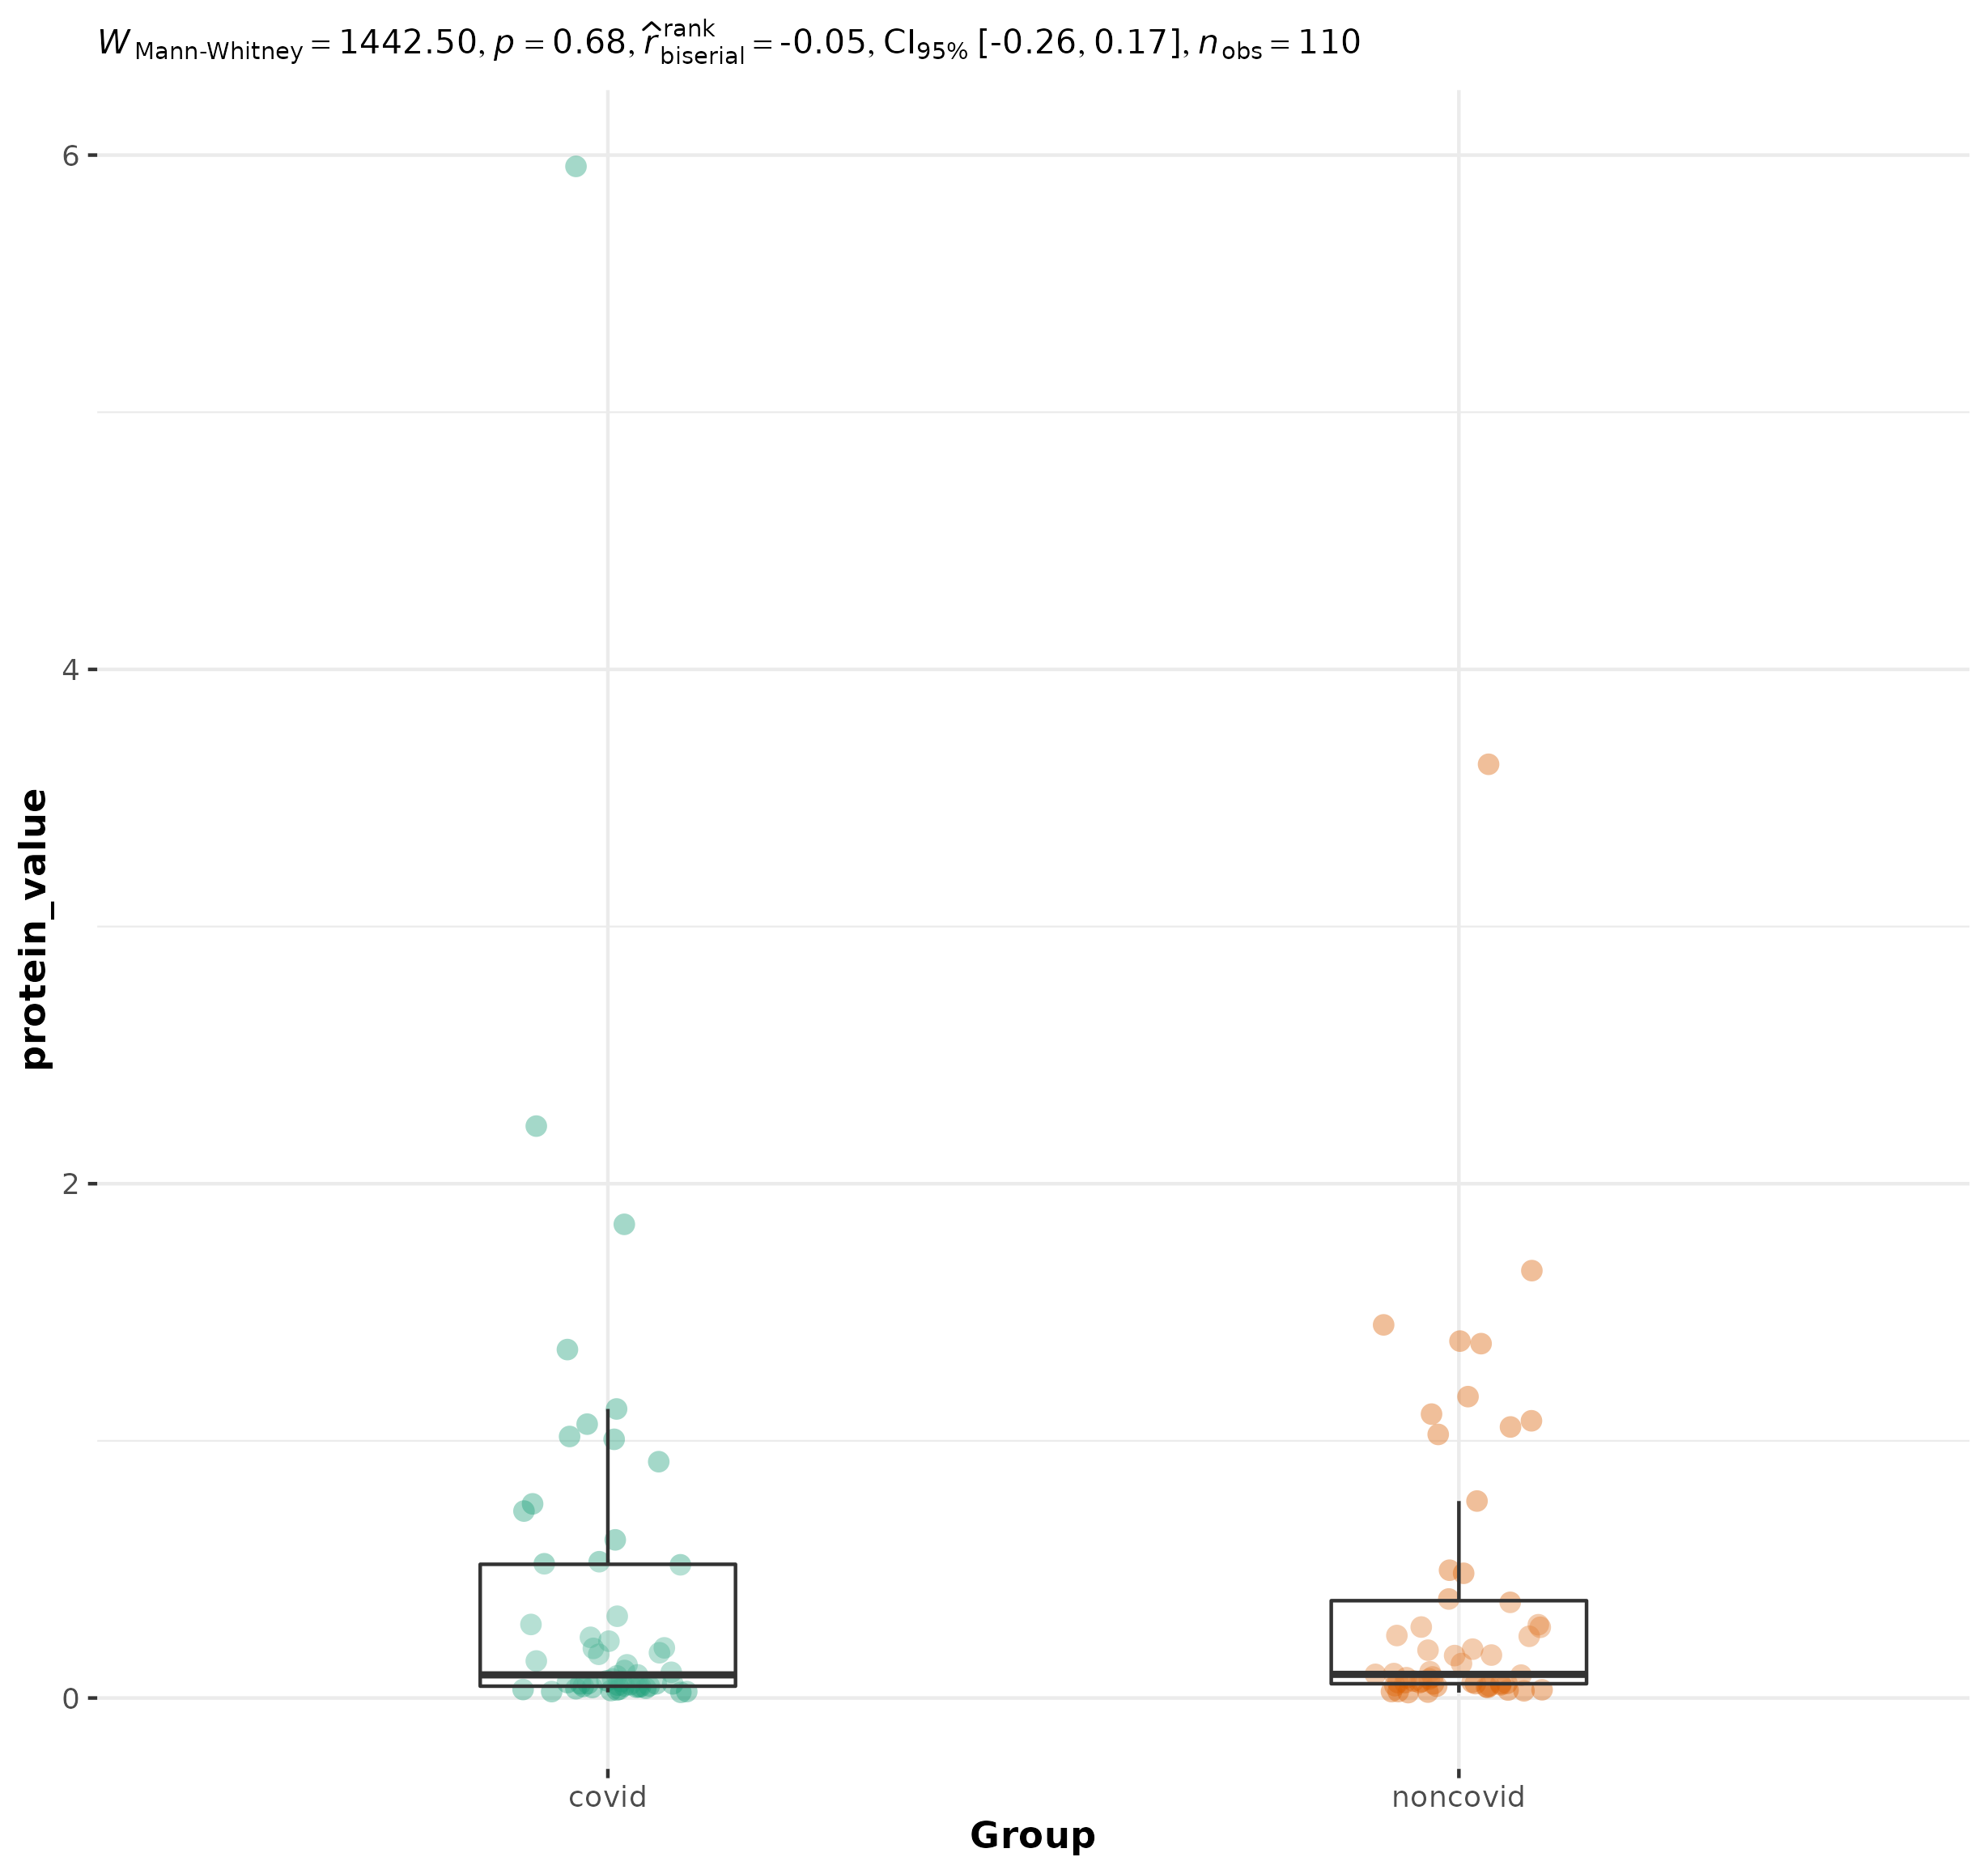 W Mann-Whitney = 1442.50, p = 0.68, r̂ rank biserial = -0.05, CI95% [-0.26, 0.17], nobs = 110
6
4
2
0
protein_value
covid noncovid
Group